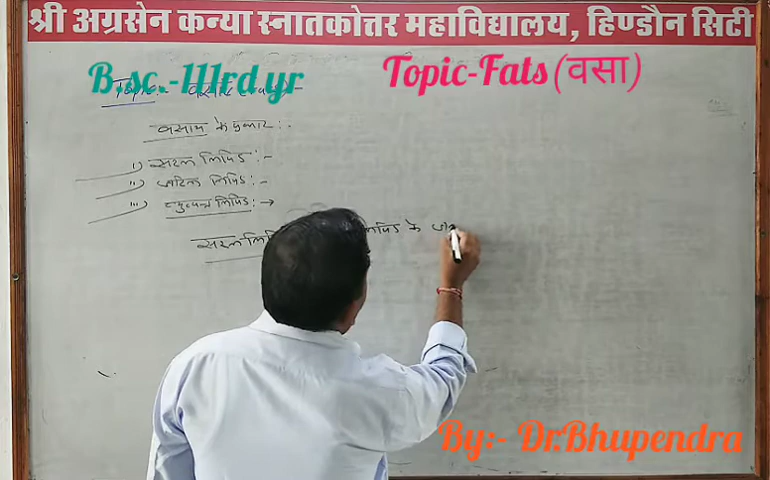 श्री अग्रसेन कन्या स्नातकोत्तर महाविद्यालय, हिण्डौन सिटी
B.sc.-IIIrd yr
Topic-Fats (वसा)
Topic:-
वसाय के प्रकार :-
i) सरल लिपिड :-
ii) जटिल लिपिड :-
iii) व्युत्पन्न लिपिड :→
सरल लि लिपिड के
By:- Dr.Bhupendra